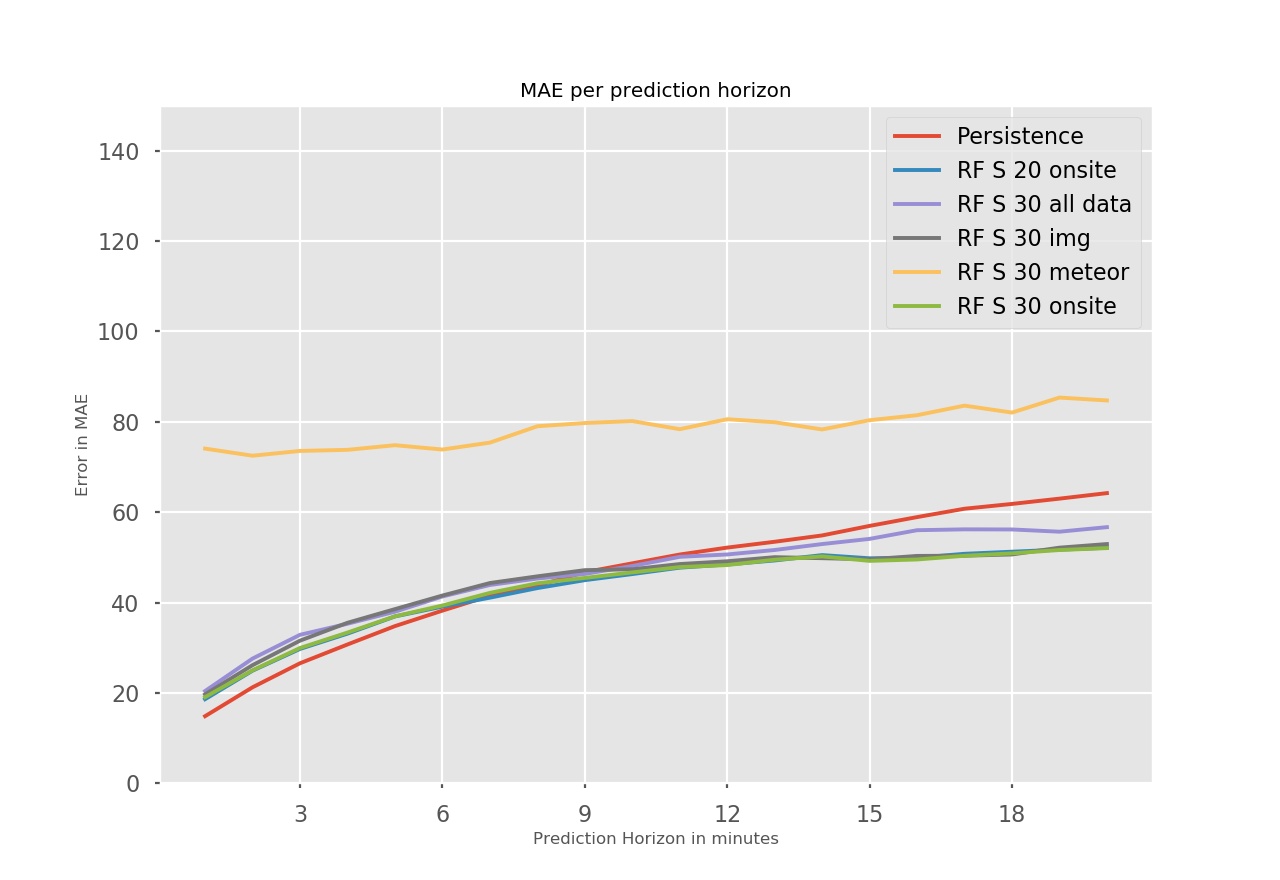 MAE per prediction horizon
Persistence
RF S 20 onsite
RF S 30 all data
RF S 30 img
RF S 30 meteor
RF S 30 onsite
Error in MAE
140
120
100
80
60
40
20
0
3 6 9 12 15 18
Prediction Horizon in minutes